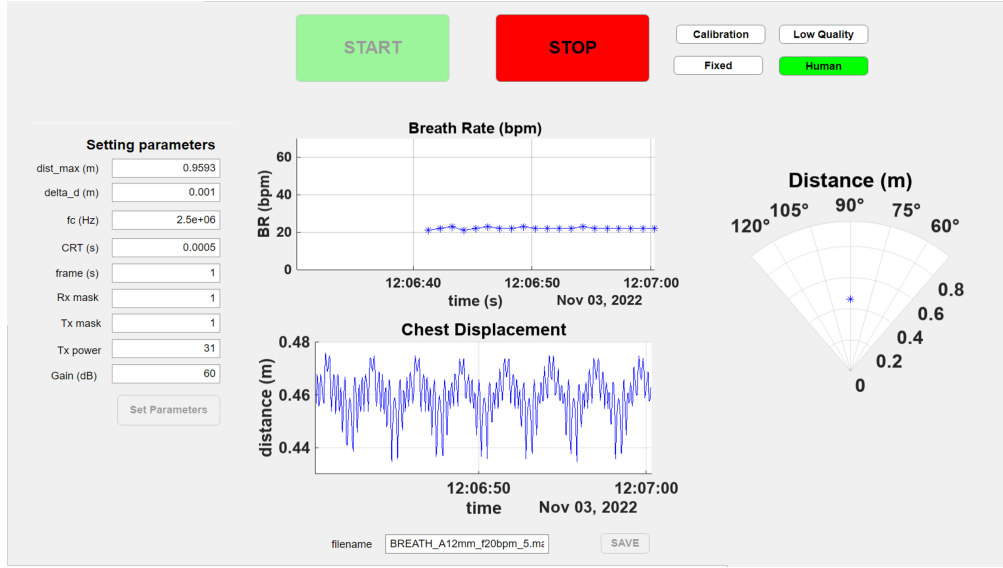 START
STOP
Calibration
Low Quality
Fixed
Human
Setting parameters
dist_max (m) 0.9593
delta_d (m) 0.001
fc (Hz) 2.5e+06
CRT (s) 0.0005
frame (s) 1
Rx mask 1
Tx mask 1
Tx power 31
Gain (dB) 60
Set Parameters
Breath Rate (bpm)
BR (bpm)
60
40
20
0
12:06:40 12:06:50 12:07:00
time (s) Nov 03, 2022
Chest Displacement
distance (m)
0.48
0.46
0.44
12:06:50 12:07:00
time Nov 03, 2022
Distance (m)
120° 105° 90° 75° 60°
0.8
0.6
0.4
0.2
0
filename BREATH_A12mm_f20bpm_5.ma
SAVE